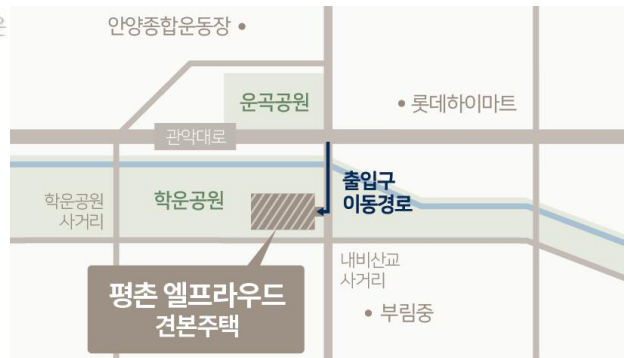 안양종합운동장
운곡공원
롯데하이마트
관악대로
출입구
이동경로
학운공원
사거리
학운공원
내비산교
사거리
평촌 엘프라우드
견본주택
부림중